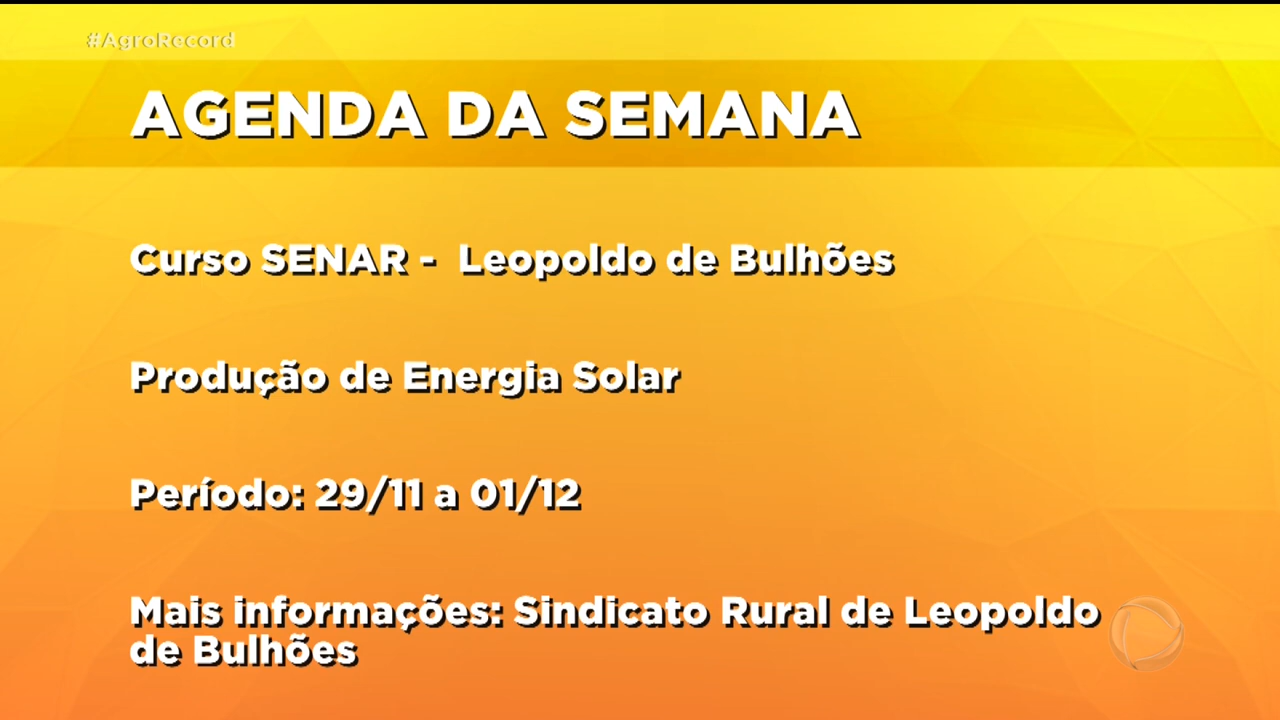 #AgroRecord
AGENDA DA SEMANA
Curso SENAR - Leopoldo de Bulhões
Produção de Energia Solar
Período: 29/11 a 01/12
Mais informações: Sindicato Rural de Leopoldo
de Bulhões